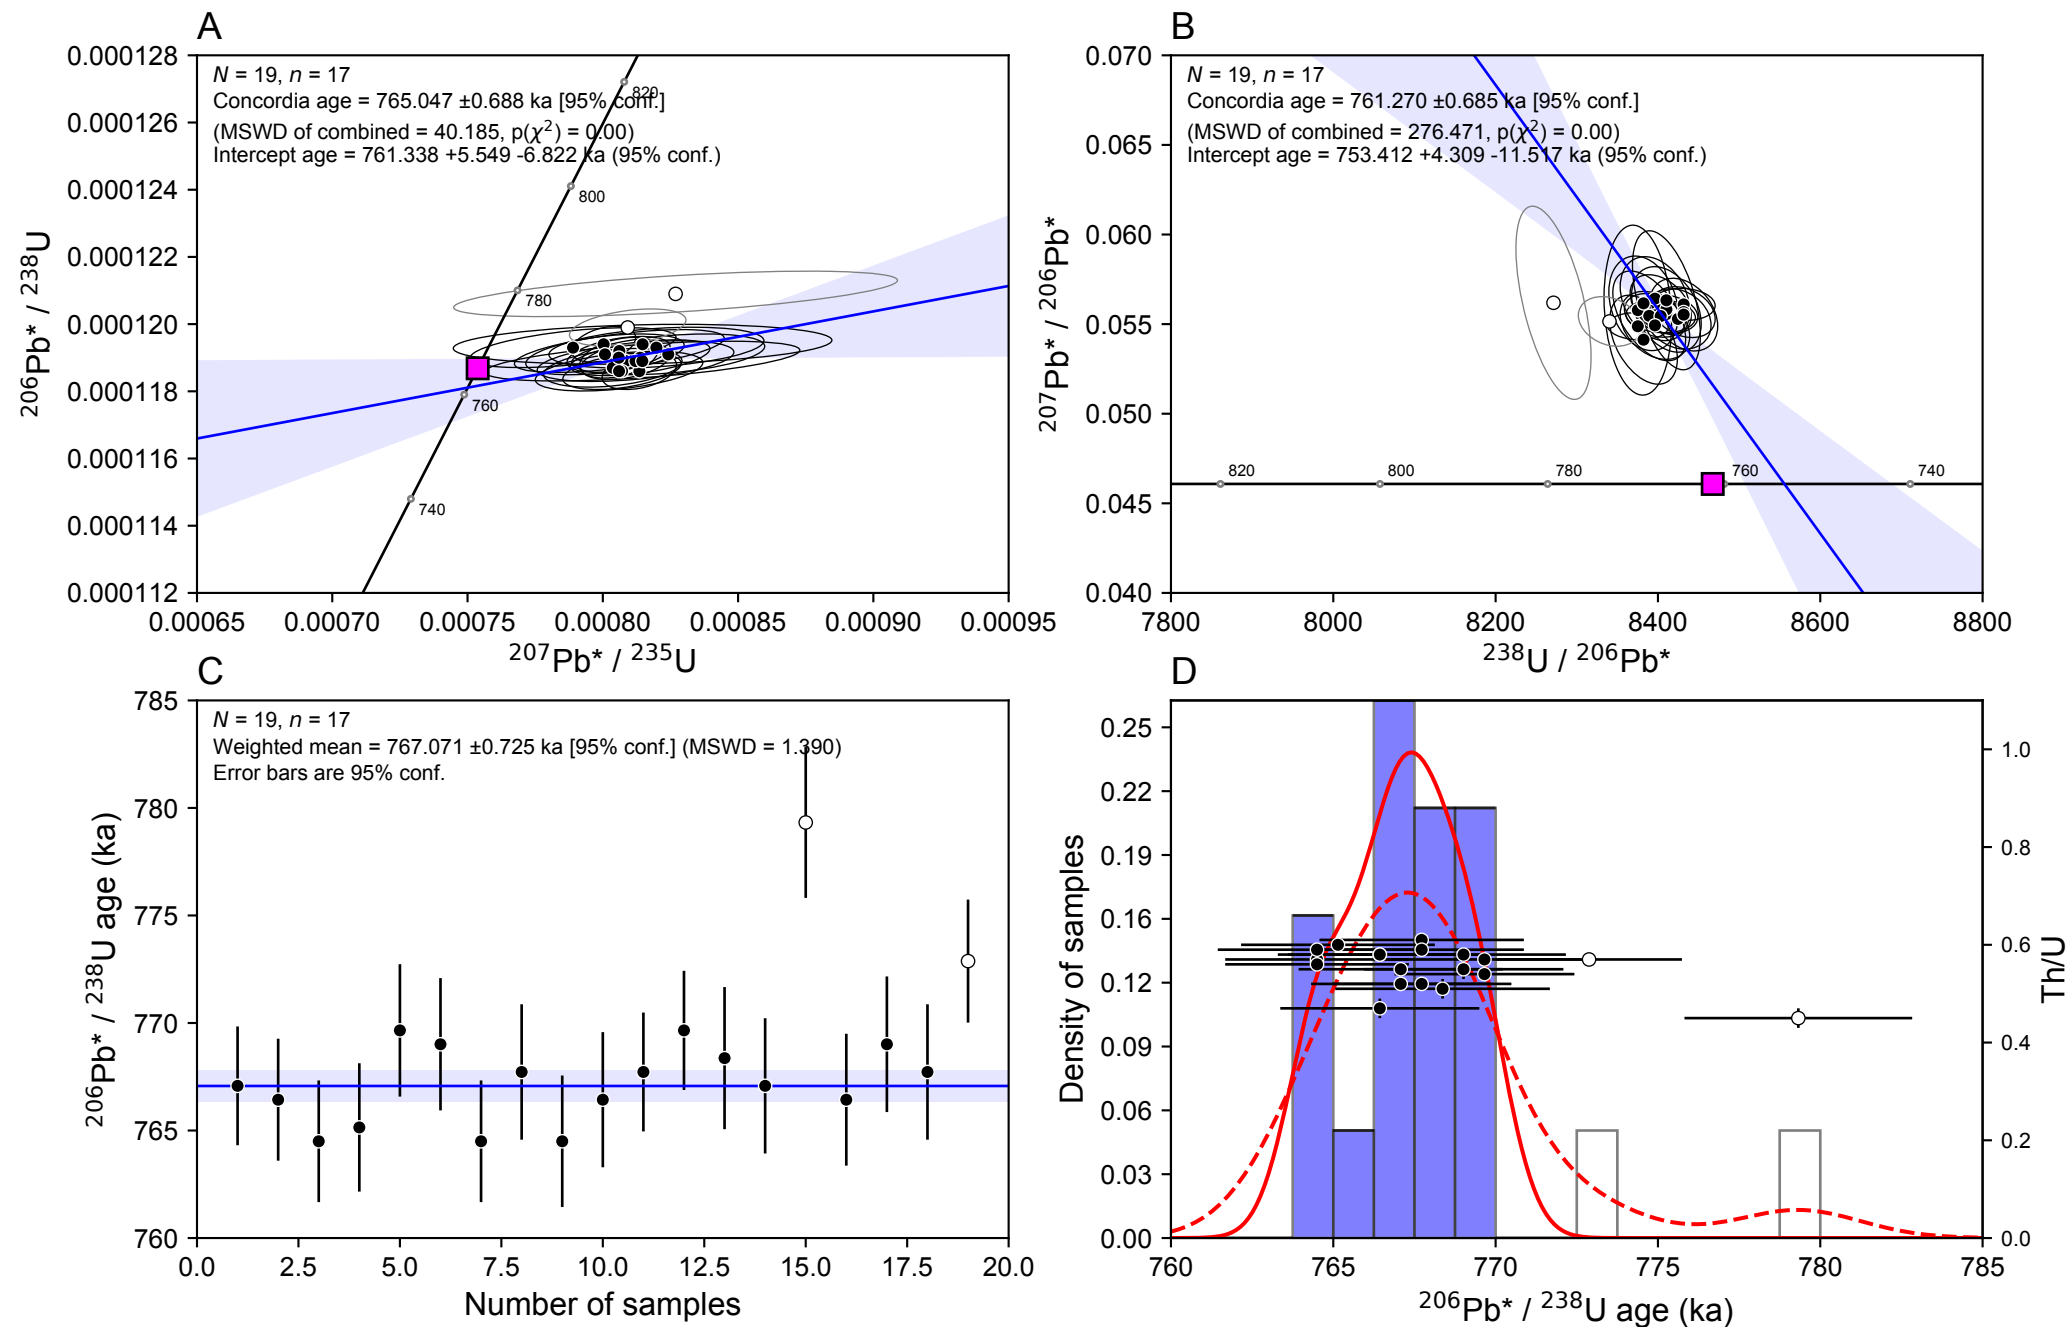 A
0.000128
0.000126
0.000124
0.000122
0.000120
0.000118
0.000116
0.000114
0.000112
²⁰⁶Pb* / ²³⁸U
N = 19, n = 17
Concordia age = 765.047 ±0.688 ka [95% conf.]
(MSWD of combined = 40.185, p(χ²) = 0.00)
Intercept age = 761.338 +5.549 -6.822 ka (95% conf.)
820
800
780
760
740
0.00065 0.00070 0.00075 0.00080 0.00085 0.00090 0.00095
²⁰⁷Pb* / ²³⁵U
B
0.070
0.065
0.060
0.055
0.050
0.045
0.040
²⁰⁷Pb* / ²⁰⁶Pb*
N = 19, n = 17
Concordia age = 761.270 ±0.685 ka [95% conf.]
(MSWD of combined = 276.471, p(χ²) = 0.00)
Intercept age = 753.412 +4.309 -11.517 ka (95% conf.)
820 800 780 760 740
7800 8000 8200 8400 8600 8800
²³⁸U / ²⁰⁶Pb*
C
785
780
775
770
765
760
²⁰⁶Pb* / ²³⁸U age (ka)
N = 19, n = 17
Weighted mean = 767.071 ±0.725 ka [95% conf.] (MSWD = 1.390)
Error bars are 95% conf.
0.0 2.5 5.0 7.5 10.0 12.5 15.0 17.5 20.0
Number of samples
D
0.25
0.22
0.19
0.16
0.12
0.09
0.06
0.03
0.00
Density of samples
1.0
0.8
0.6
0.4
0.2
0.0
Th/U
760 765 770 775 780 785
²⁰⁶Pb* / ²³⁸U age (ka)